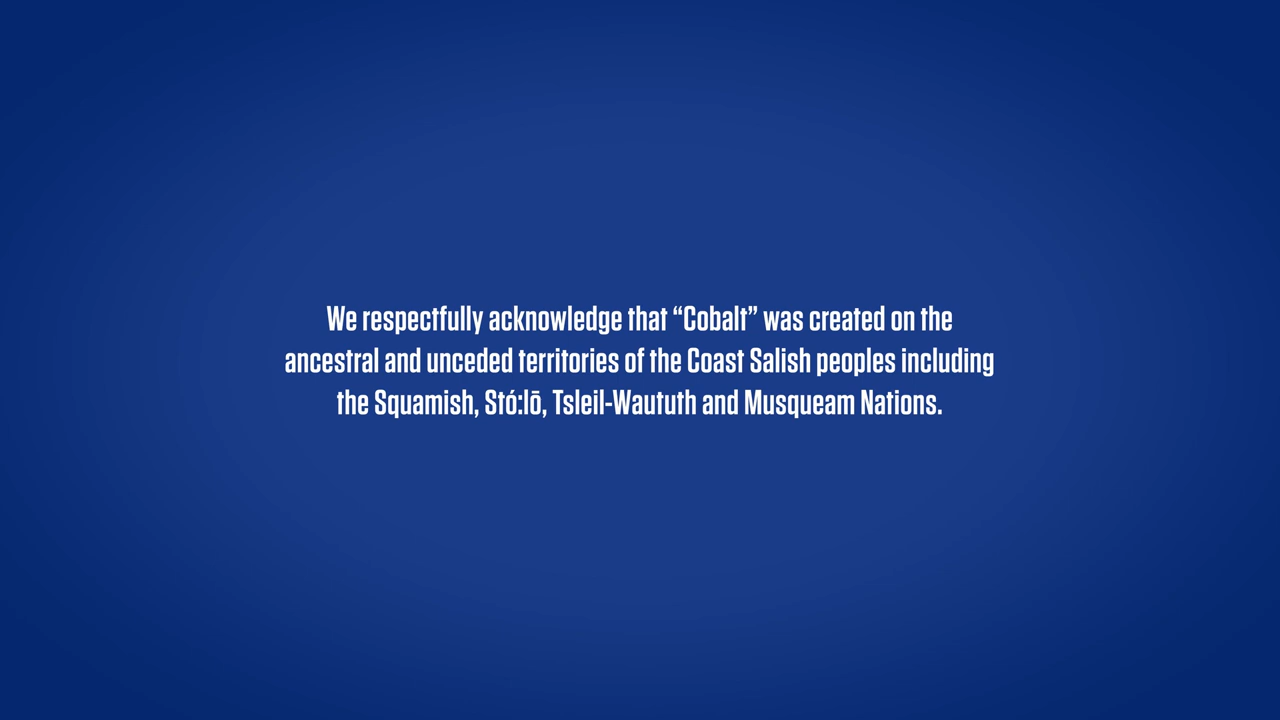 We respectfully acknowledge that “Cobalt” was created on the
ancestral and unceded territories of the Coast Salish peoples including
the Squamish, Stó:lō, Tsleil-Waututh and Musqueam Nations.